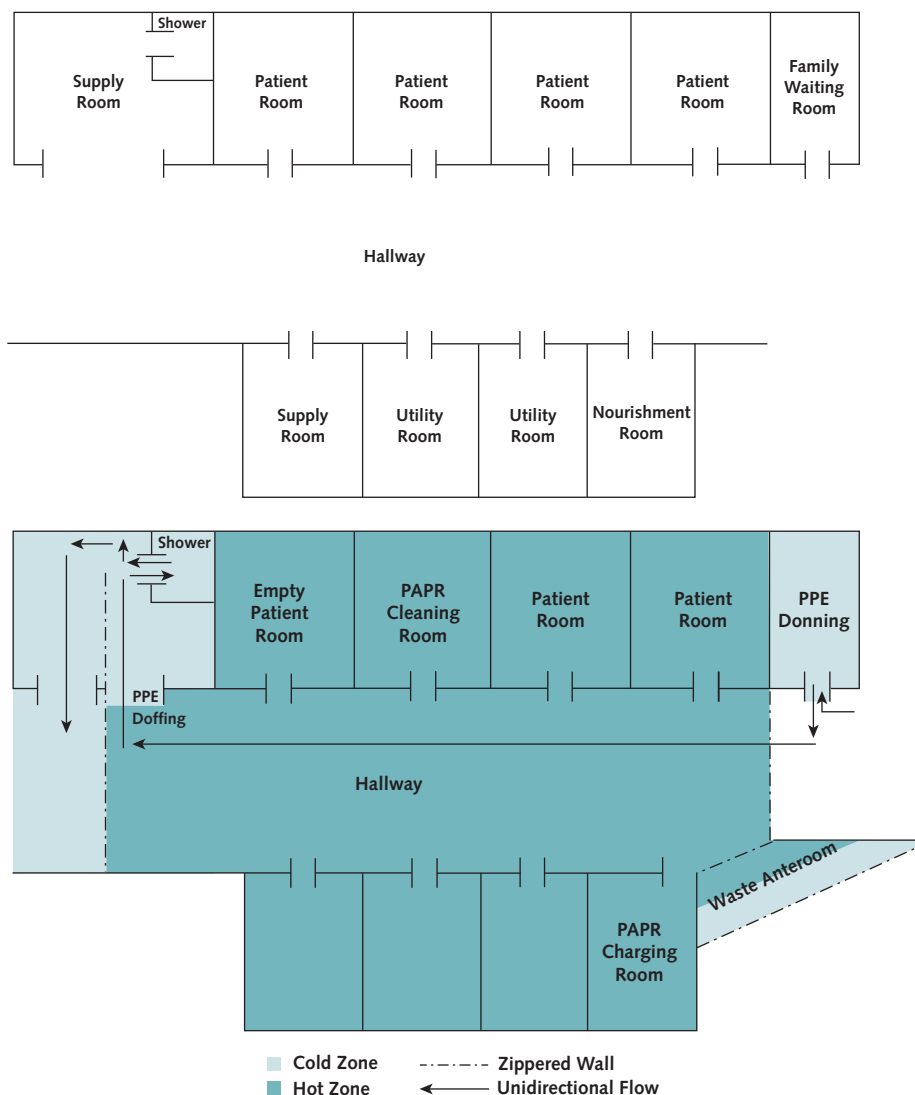 Shower
Supply
Room
Patient
Room
Patient
Room
Patient
Room
Patient
Room
Family
Waiting
Room
Hallway
Supply
Room
Utility
Room
Utility
Room
Nourishment
Room
Shower
Empty
Patient
Room
PAPR
Cleaning
Room
Patient
Room
Patient
Room
PPE
Donning
PPE
Doffing
Hallway
Waste Anteroom
PAPR
Charging
Room
Cold Zone
Zippered Wall
Hot Zone
Unidirectional Flow